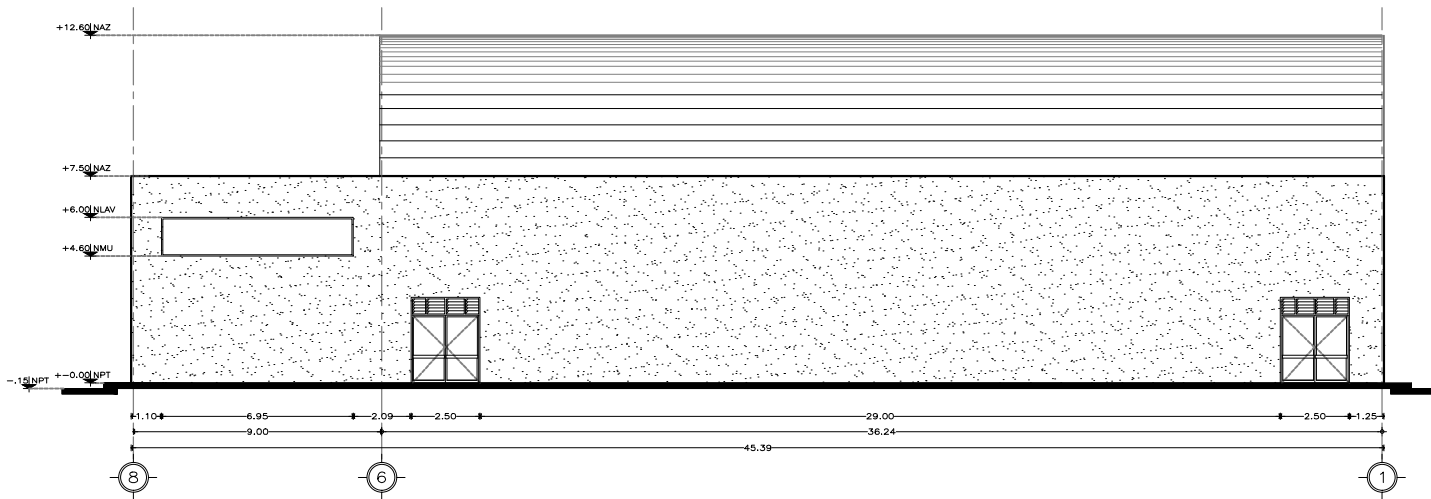 +12.60 NAZ
+7.50 NAZ
+6.00 NLAV
+4.60 NMU
+-0.00 NPT
-.15 NPT
1.10 6.95 2.09 2.50 29.00 2.50 1.25
9.00 36.24
45.39
8 6 1